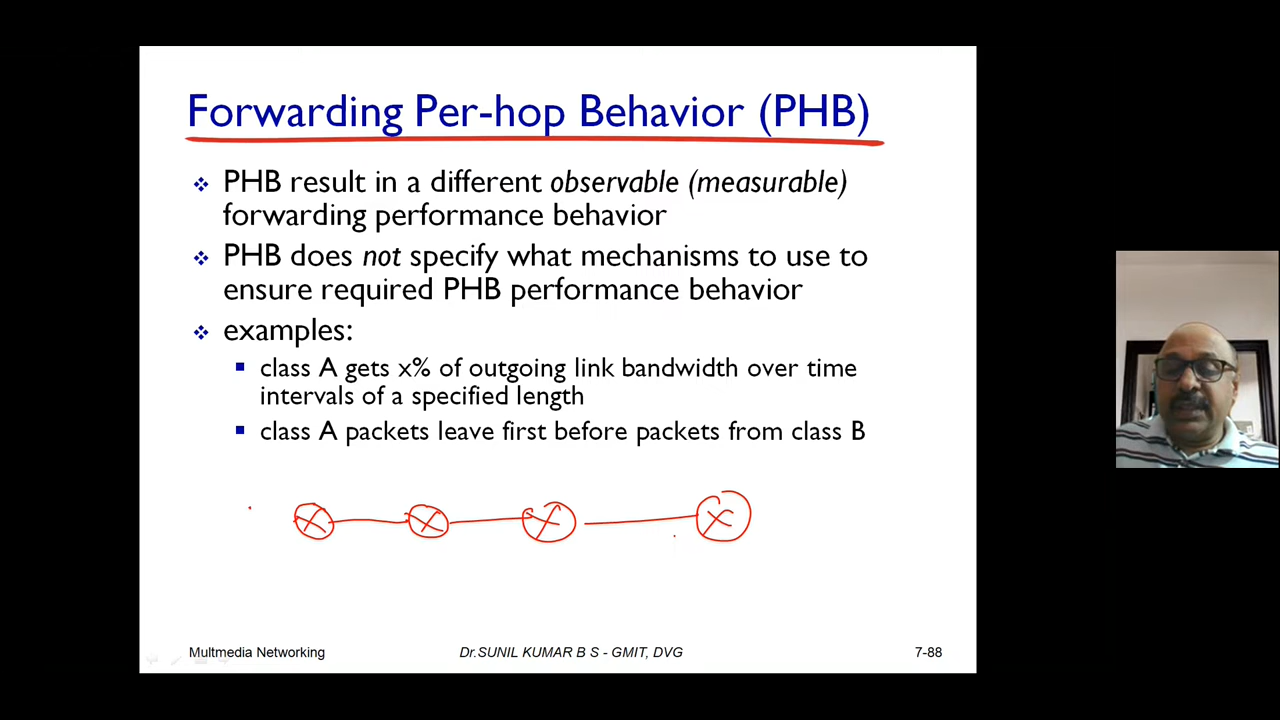 Forwarding Per-hop Behavior (PHB)
PHB result in a different observable (measurable)
forwarding performance behavior
PHB does not specify what mechanisms to use to
ensure required PHB performance behavior
examples:
class A gets x% of outgoing link bandwidth over time
intervals of a specified length
class A packets leave first before packets from class B
Multmedia Networking
Dr.SUNIL KUMAR B S - GMIT, DVG
7-88